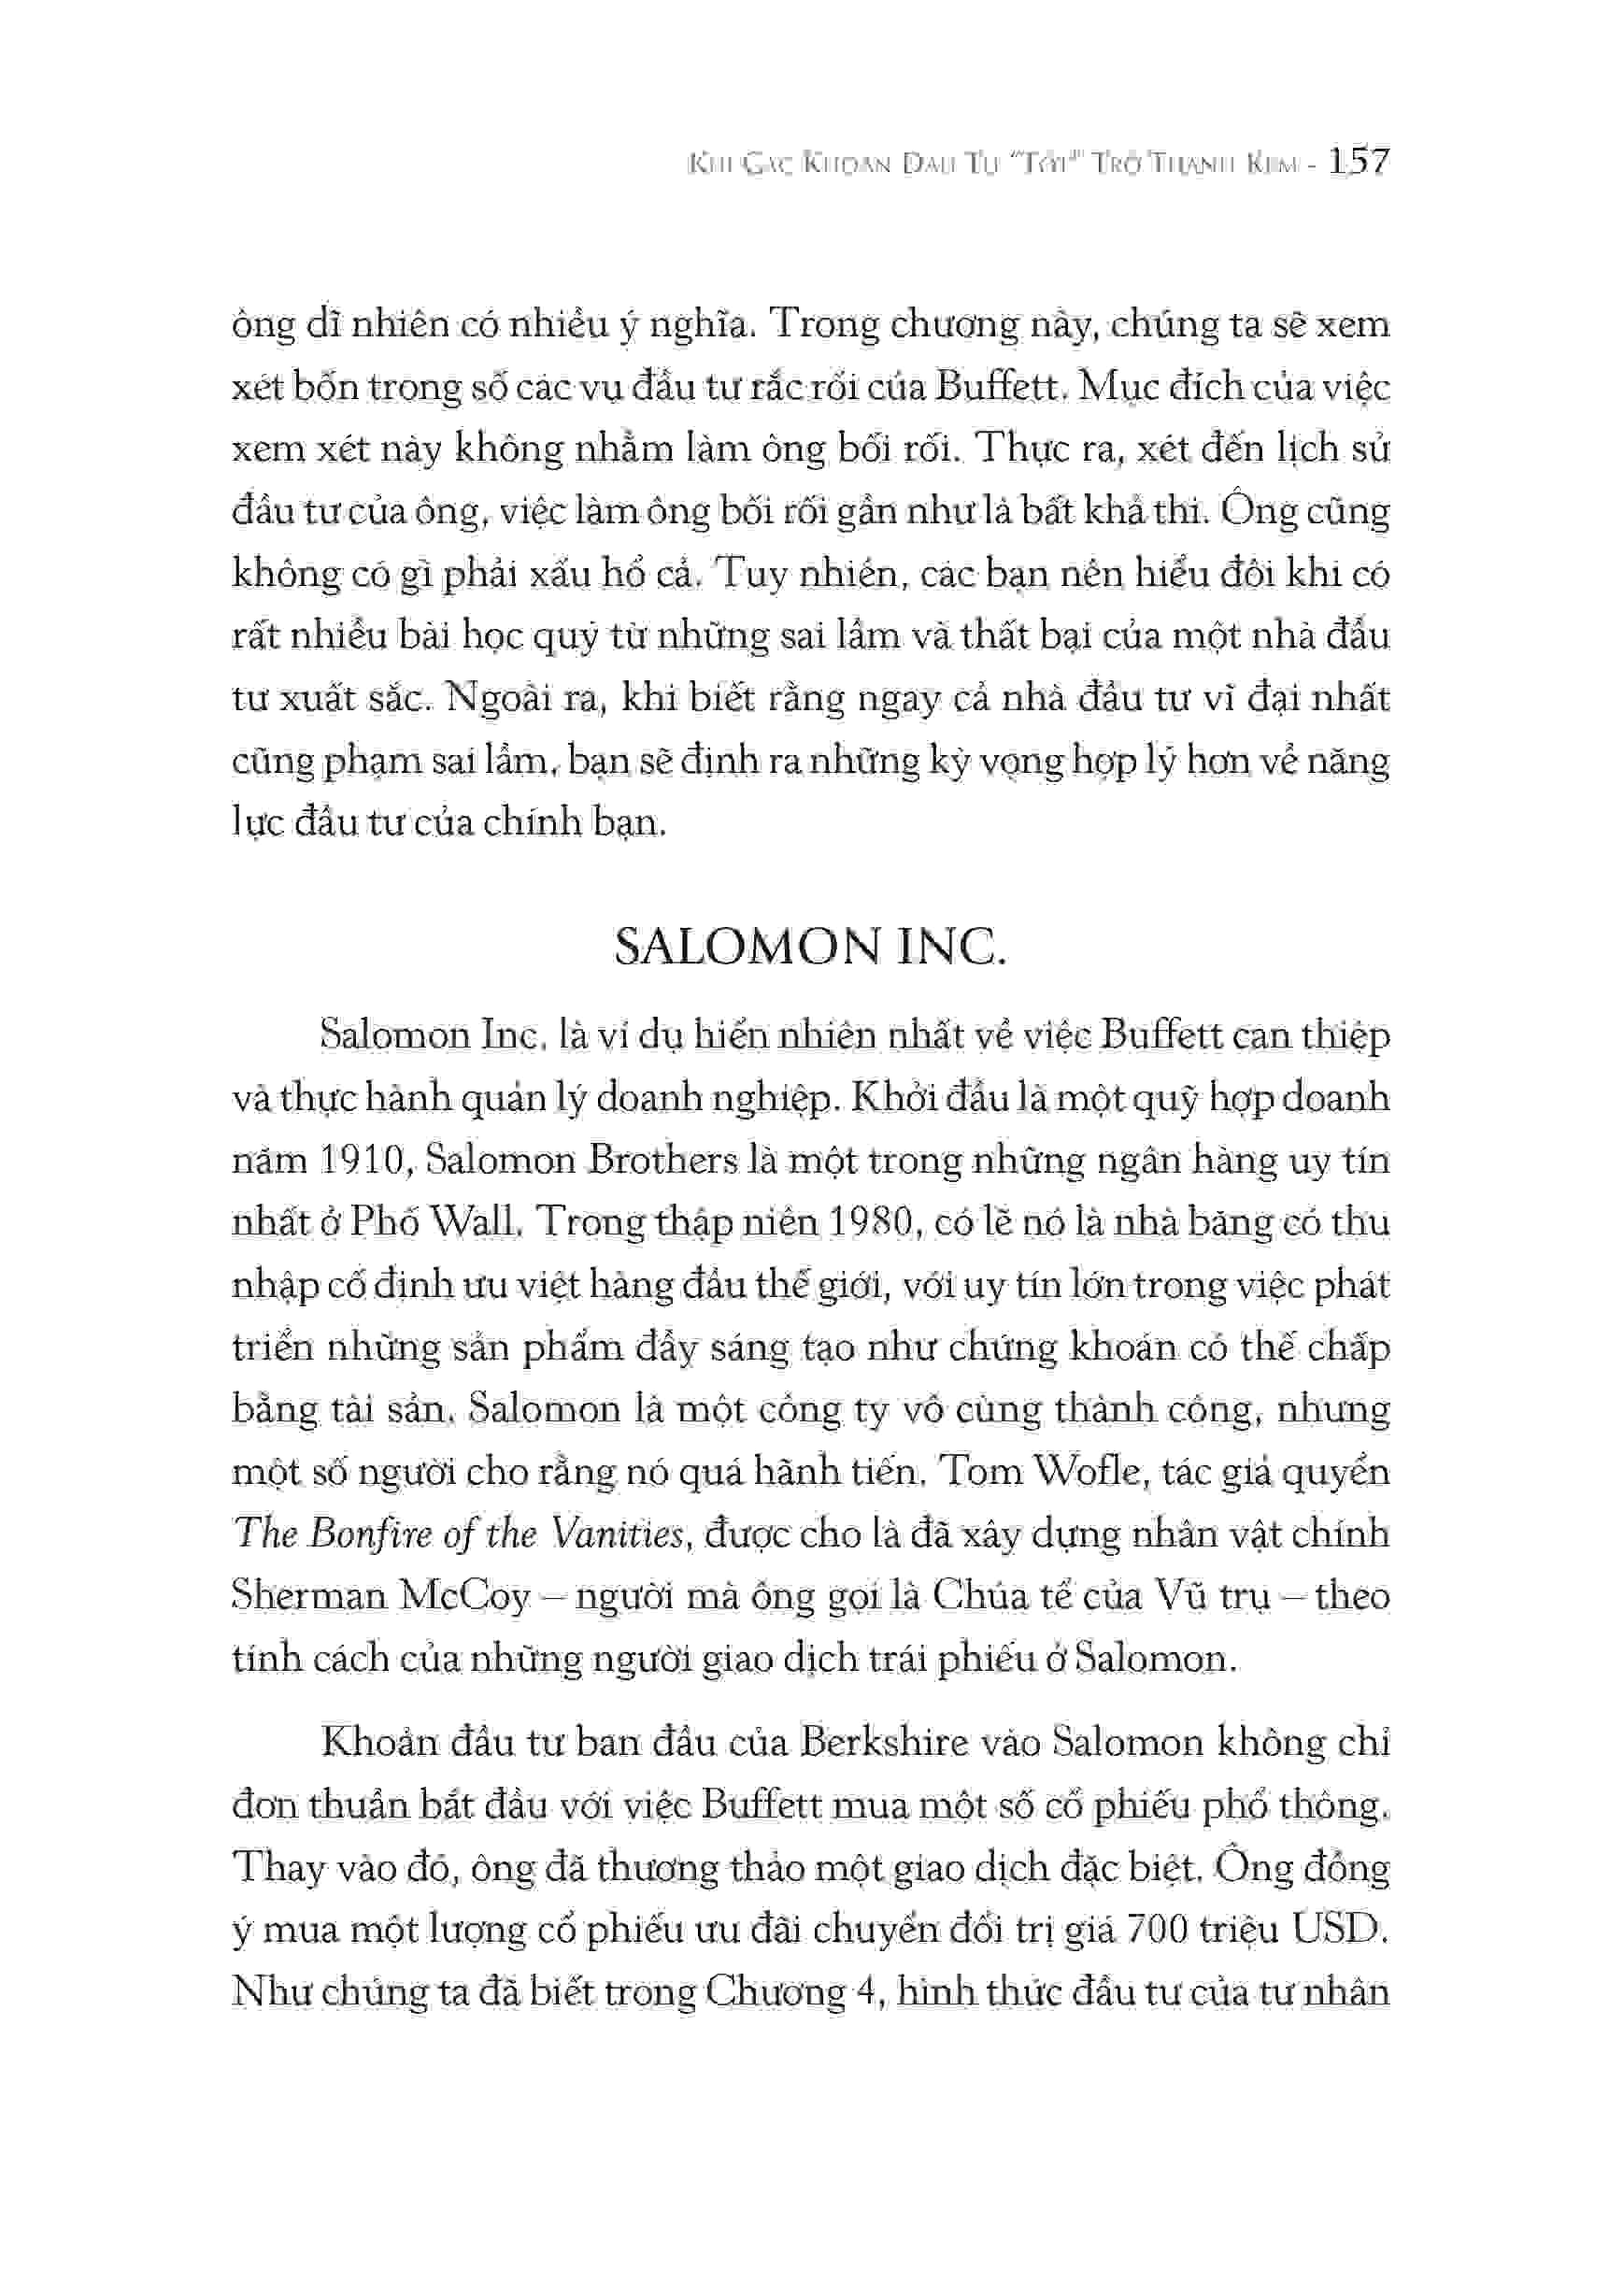 Khi Các Khoản Đầu Tư “Tốt” Trở Thành Kém - 157
ông dĩ nhiên có nhiều ý nghĩa. Trong chương này, chúng ta sẽ xem
xét bốn trong số các vụ đầu tư rắc rối của Buffett. Mục đích của việc
xem xét này không nhằm làm ông bối rối. Thực ra, xét đến lịch sử
đầu tư của ông, việc làm ông bối rối gần như là bất khả thi. Ông cũng
không có gì phải xấu hổ cả. Tuy nhiên, các bạn nên hiểu đôi khi có
rất nhiều bài học quý từ những sai lầm và thất bại của một nhà đầu
tư xuất sắc. Ngoài ra, khi biết rằng ngay cả nhà đầu tư vĩ đại nhất
cũng phạm sai lầm, bạn sẽ định ra những kỳ vọng hợp lý hơn về năng
lực đầu tư của chính bạn.
SALOMON INC.
Salomon Inc. là ví dụ hiển nhiên nhất về việc Buffett can thiệp
và thực hành quản lý doanh nghiệp. Khởi đầu là một quỹ hợp doanh
năm 1910, Salomon Brothers là một trong những ngân hàng uy tín
nhất ở Phố Wall. Trong thập niên 1980, có lẽ nó là nhà băng có thu
nhập cố định ưu việt hàng đầu thế giới, với uy tín lớn trong việc phát
triển những sản phẩm đầy sáng tạo như chứng khoán có thế chấp
bằng tài sản. Salomon là một công ty vô cùng thành công, nhưng
một số người cho rằng nó quá hãnh tiến. Tom Wofle, tác giả quyển
The Bonfire of the Vanities, được cho là đã xây dựng nhân vật chính
Sherman McCoy – người mà ông gọi là Chúa tể của Vũ trụ – theo
tính cách của những người giao dịch trái phiếu ở Salomon.
Khoản đầu tư ban đầu của Berkshire vào Salomon không chỉ
đơn thuần bắt đầu với việc Buffett mua một số cổ phiếu phổ thông.
Thay vào đó, ông đã thương thảo một giao dịch đặc biệt. Ông đồng
ý mua một lượng cổ phiếu ưu đãi chuyển đổi trị giá 700 triệu USD.
Như chúng ta đã biết trong Chương 4, hình thức đầu tư của tư nhân